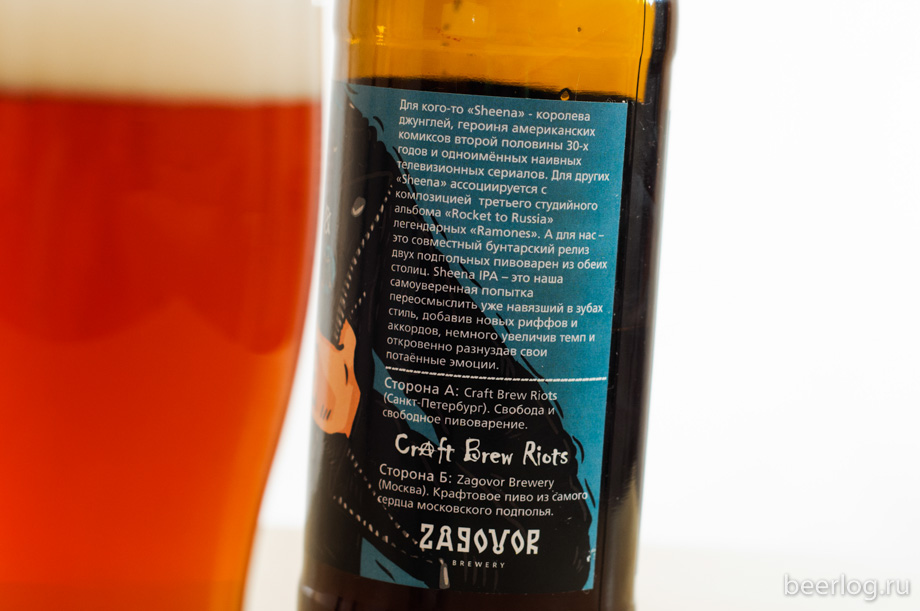 Для кого-то «Sheena» - королева
джунглей, героиня американских
комиксов второй половины 30-х
годов и одноимённых наивных
телевизионных сериалов. Для других
«Sheena» ассоциируется с
композицией третьего студийного
альбома «Rocket to Russia»
легендарных «Ramones». А для нас –
это совместный бунтарский релиз
двух подпольных пивоварен из обеих
столиц. Sheena IPA – это наша
самоуверенная попытка
переосмыслить уже навязший в зубах
стиль, добавив новых риффов и
аккордов, немного увеличив темп и
откровенно разнуздав свои
потаённые эмоции.
Сторона А: Craft Brew Riots
(Санкт-Петербург). Свобода и
свободное пивоварение.
Craft Brew Riots
Сторона Б: Zagovor Brewery
(Москва). Крафтовое пиво из самого
сердца московского подполья.
ZAGOVOR
BREWERY
beerlog.ru